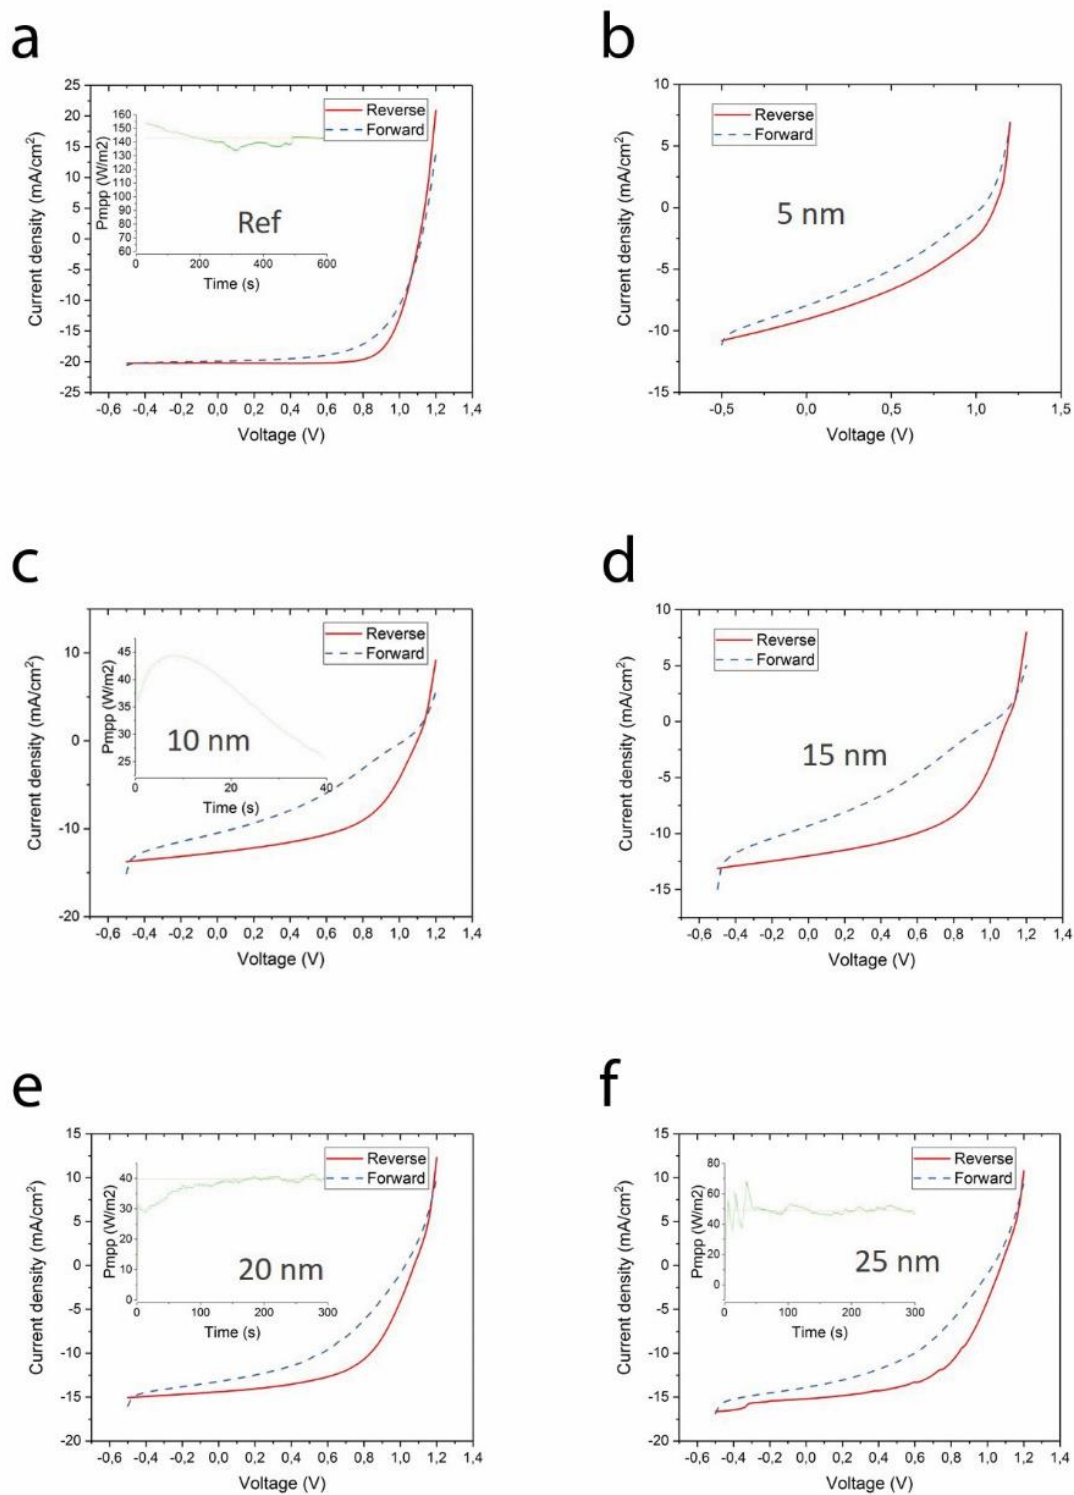 a
b
25
20
15
10
5
0
-5
-10
-15
-20
-25
Current density (mA/cm²)
-0,6 -0,4 -0,2 0,0 0,2 0,4 0,6 0,8 1,0 1,2 1,4
Voltage (V)
Reverse
Forward
160
150
140
130
120
110
100
90
80
70
60
Pmpp (W/m2)
0 200 400 600
Time (s)
Ref
10
5
0
-5
-10
-15
Current density (mA/cm²)
-0,5 0,0 0,5 1,0 1,5
Voltage (V)
Reverse
Forward
5 nm
c
d
10
0
-10
-20
Current density (mA/cm²)
-0,6 -0,4 -0,2 0,0 0,2 0,4 0,6 0,8 1,0 1,2 1,4
Voltage (V)
Reverse
Forward
45
40
35
30
25
Pmpp (W/m2)
0 20 40
Time (s)
10 nm
10
5
0
-5
-10
-15
Current density (mA/cm²)
-0,6 -0,4 -0,2 0,0 0,2 0,4 0,6 0,8 1,0 1,2 1,4
Voltage (V)
Reverse
Forward
15 nm
e
f
15
10
5
0
-5
-10
-15
-20
Current density (mA/cm²)
-0,6 -0,4 -0,2 0,0 0,2 0,4 0,6 0,8 1,0 1,2 1,4
Voltage (V)
Reverse
Forward
40
30
20
10
0
Pmpp (W/m2)
0 100 200 300
Time (s)
20 nm
15
10
5
0
-5
-10
-15
-20
Current density (mA/cm²)
-0,6 -0,4 -0,2 0,0 0,2 0,4 0,6 0,8 1,0 1,2 1,4
Voltage (V)
Reverse
Forward
80
60
40
20
0
Pmpp (W/m2)
0 100 200 300
Time (s)
25 nm